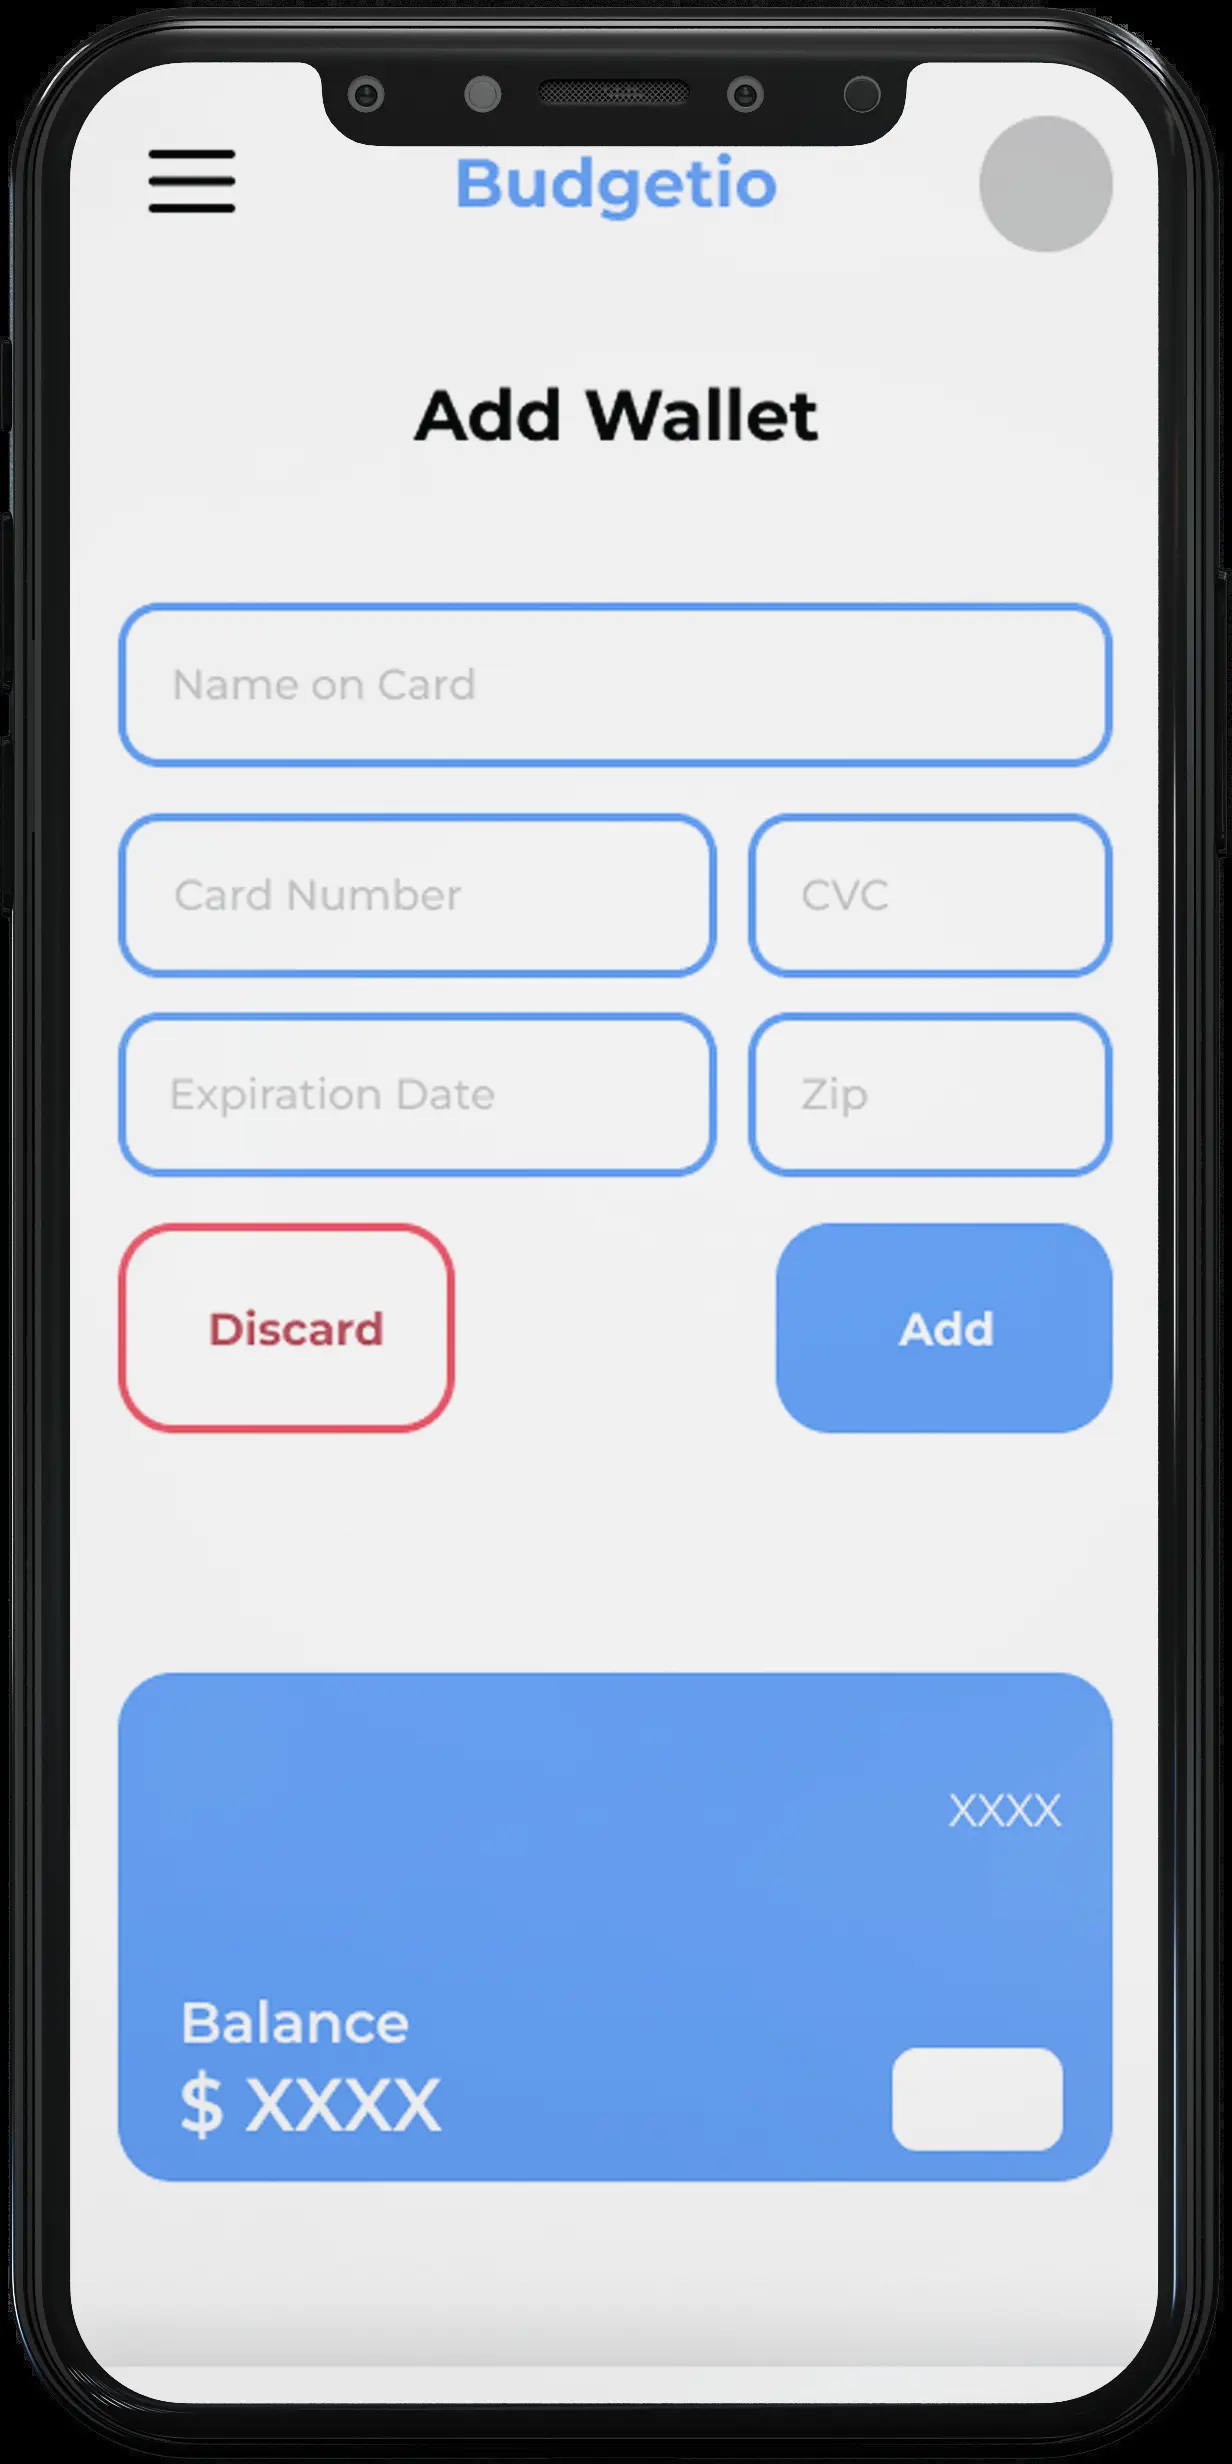 Budgetio
Add Wallet
Name on Card
Card Number
CVC
Expiration Date
Zip
Discard
Add
XXXX
Balance
$ XXXX